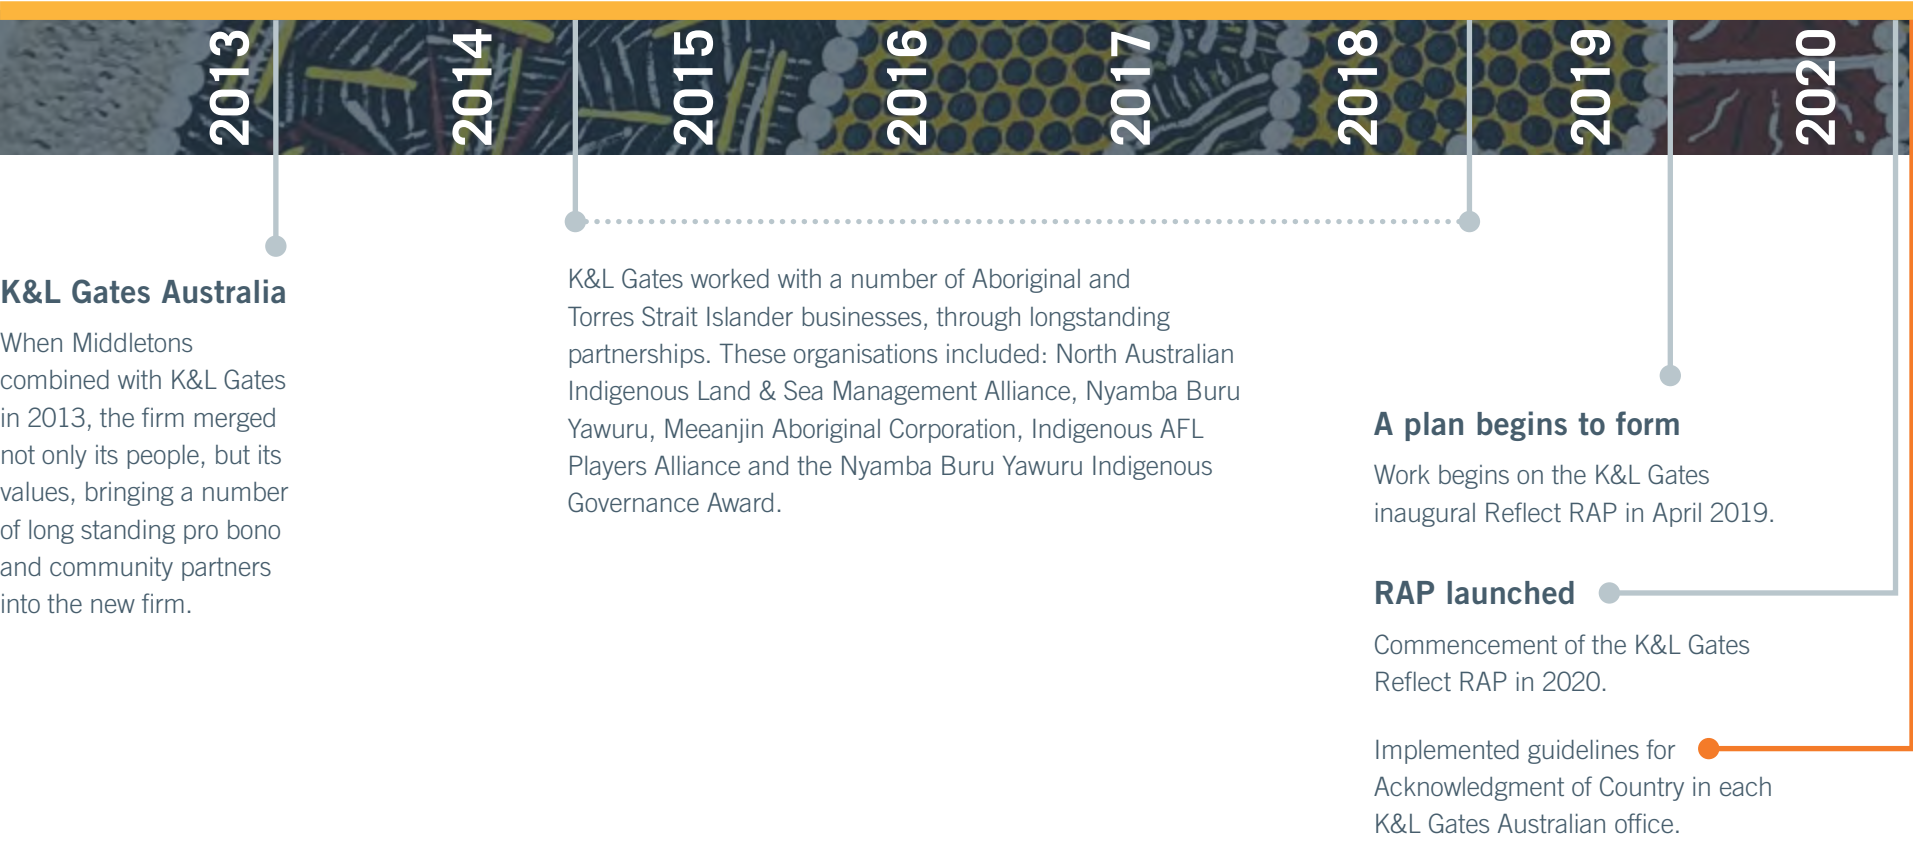 2013
2014
2015
2016
2017
2018
2019
2020
K&L Gates Australia
When Middletons
combined with K&L Gates
in 2013, the firm merged
not only its people, but its
values, bringing a number
of long standing pro bono
and community partners
into the new firm.
K&L Gates worked with a number of Aboriginal and
Torres Strait Islander businesses, through longstanding
partnerships. These organisations included: North Australian
Indigenous Land & Sea Management Alliance, Nyamba Buru
Yawuru, Meeanjin Aboriginal Corporation, Indigenous AFL
Players Alliance and the Nyamba Buru Yawuru Indigenous
Governance Award.
A plan begins to form
Work begins on the K&L Gates
inaugural Reflect RAP in April 2019.
RAP launched
Commencement of the K&L Gates
Reflect RAP in 2020.
Implemented guidelines for
Acknowledgment of Country in each
K&L Gates Australian office.